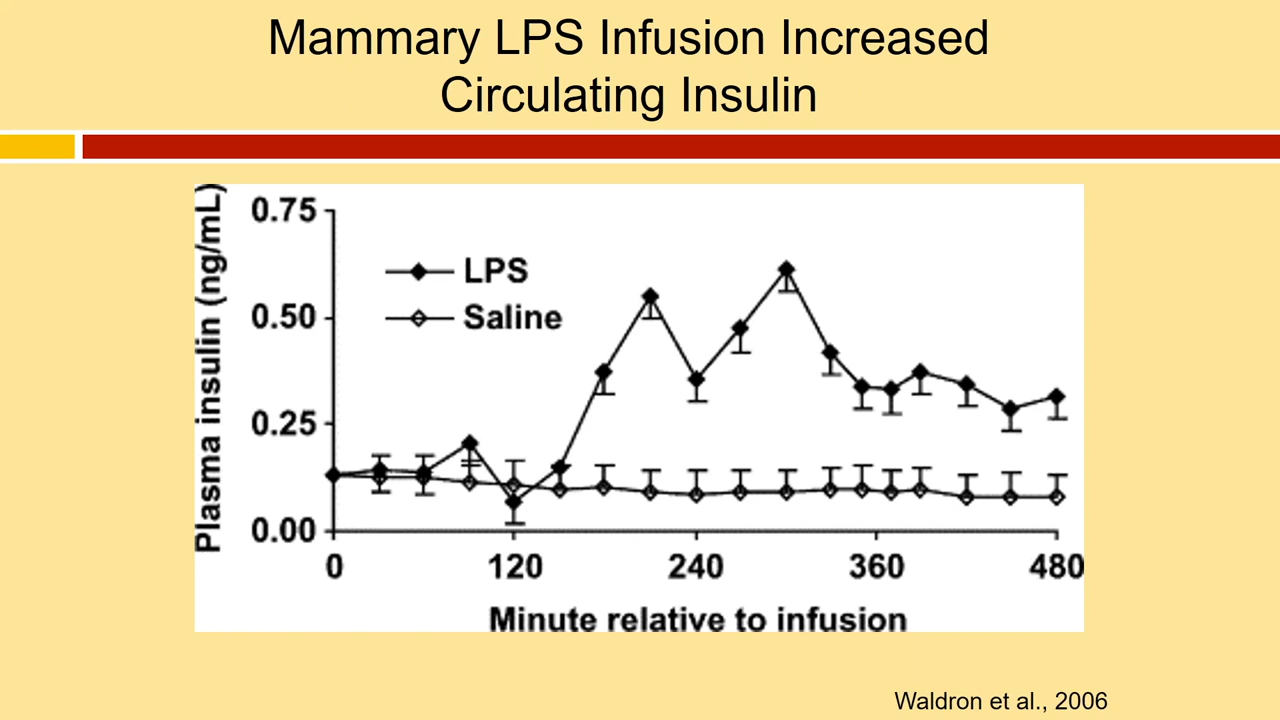 Mammary LPS Infusion Increased
Circulating Insulin
Plasma insulin (ng/mL)
0.75
0.50
0.25
0.00
LPS
Saline
0 120 240 360 480
Minute relative to infusion
Waldron et al., 2006